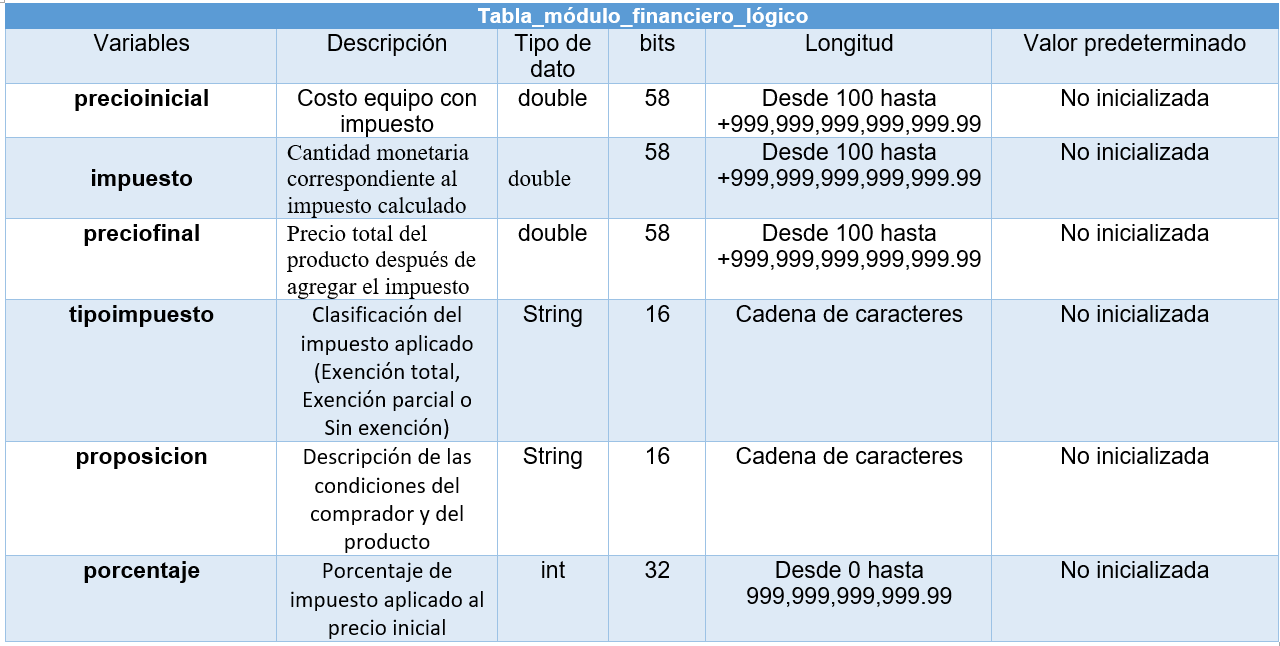 Tabla_módulo_financiero_lógico
Variables Descripción Tipo de dato bits Longitud Valor predeterminado
precioinicial Costo equipo con impuesto double 58 Desde 100 hasta +999,999,999,999,999.99 No inicializada
impuesto Cantidad monetaria correspondiente al impuesto calculado double 58 Desde 100 hasta +999,999,999,999,999.99 No inicializada
preciofinal Precio total del producto después de agregar el impuesto double 58 Desde 100 hasta +999,999,999,999,999.99 No inicializada
tipoimpuesto Clasificación del impuesto aplicado (Exención total, Exención parcial o Sin exención) String 16 Cadena de caracteres No inicializada
proposicion Descripción de las condiciones del comprador y del producto String 16 Cadena de caracteres No inicializada
porcentaje Porcentaje de impuesto aplicado al precio inicial int 32 Desde 0 hasta 999,999,999,999.99 No inicializada